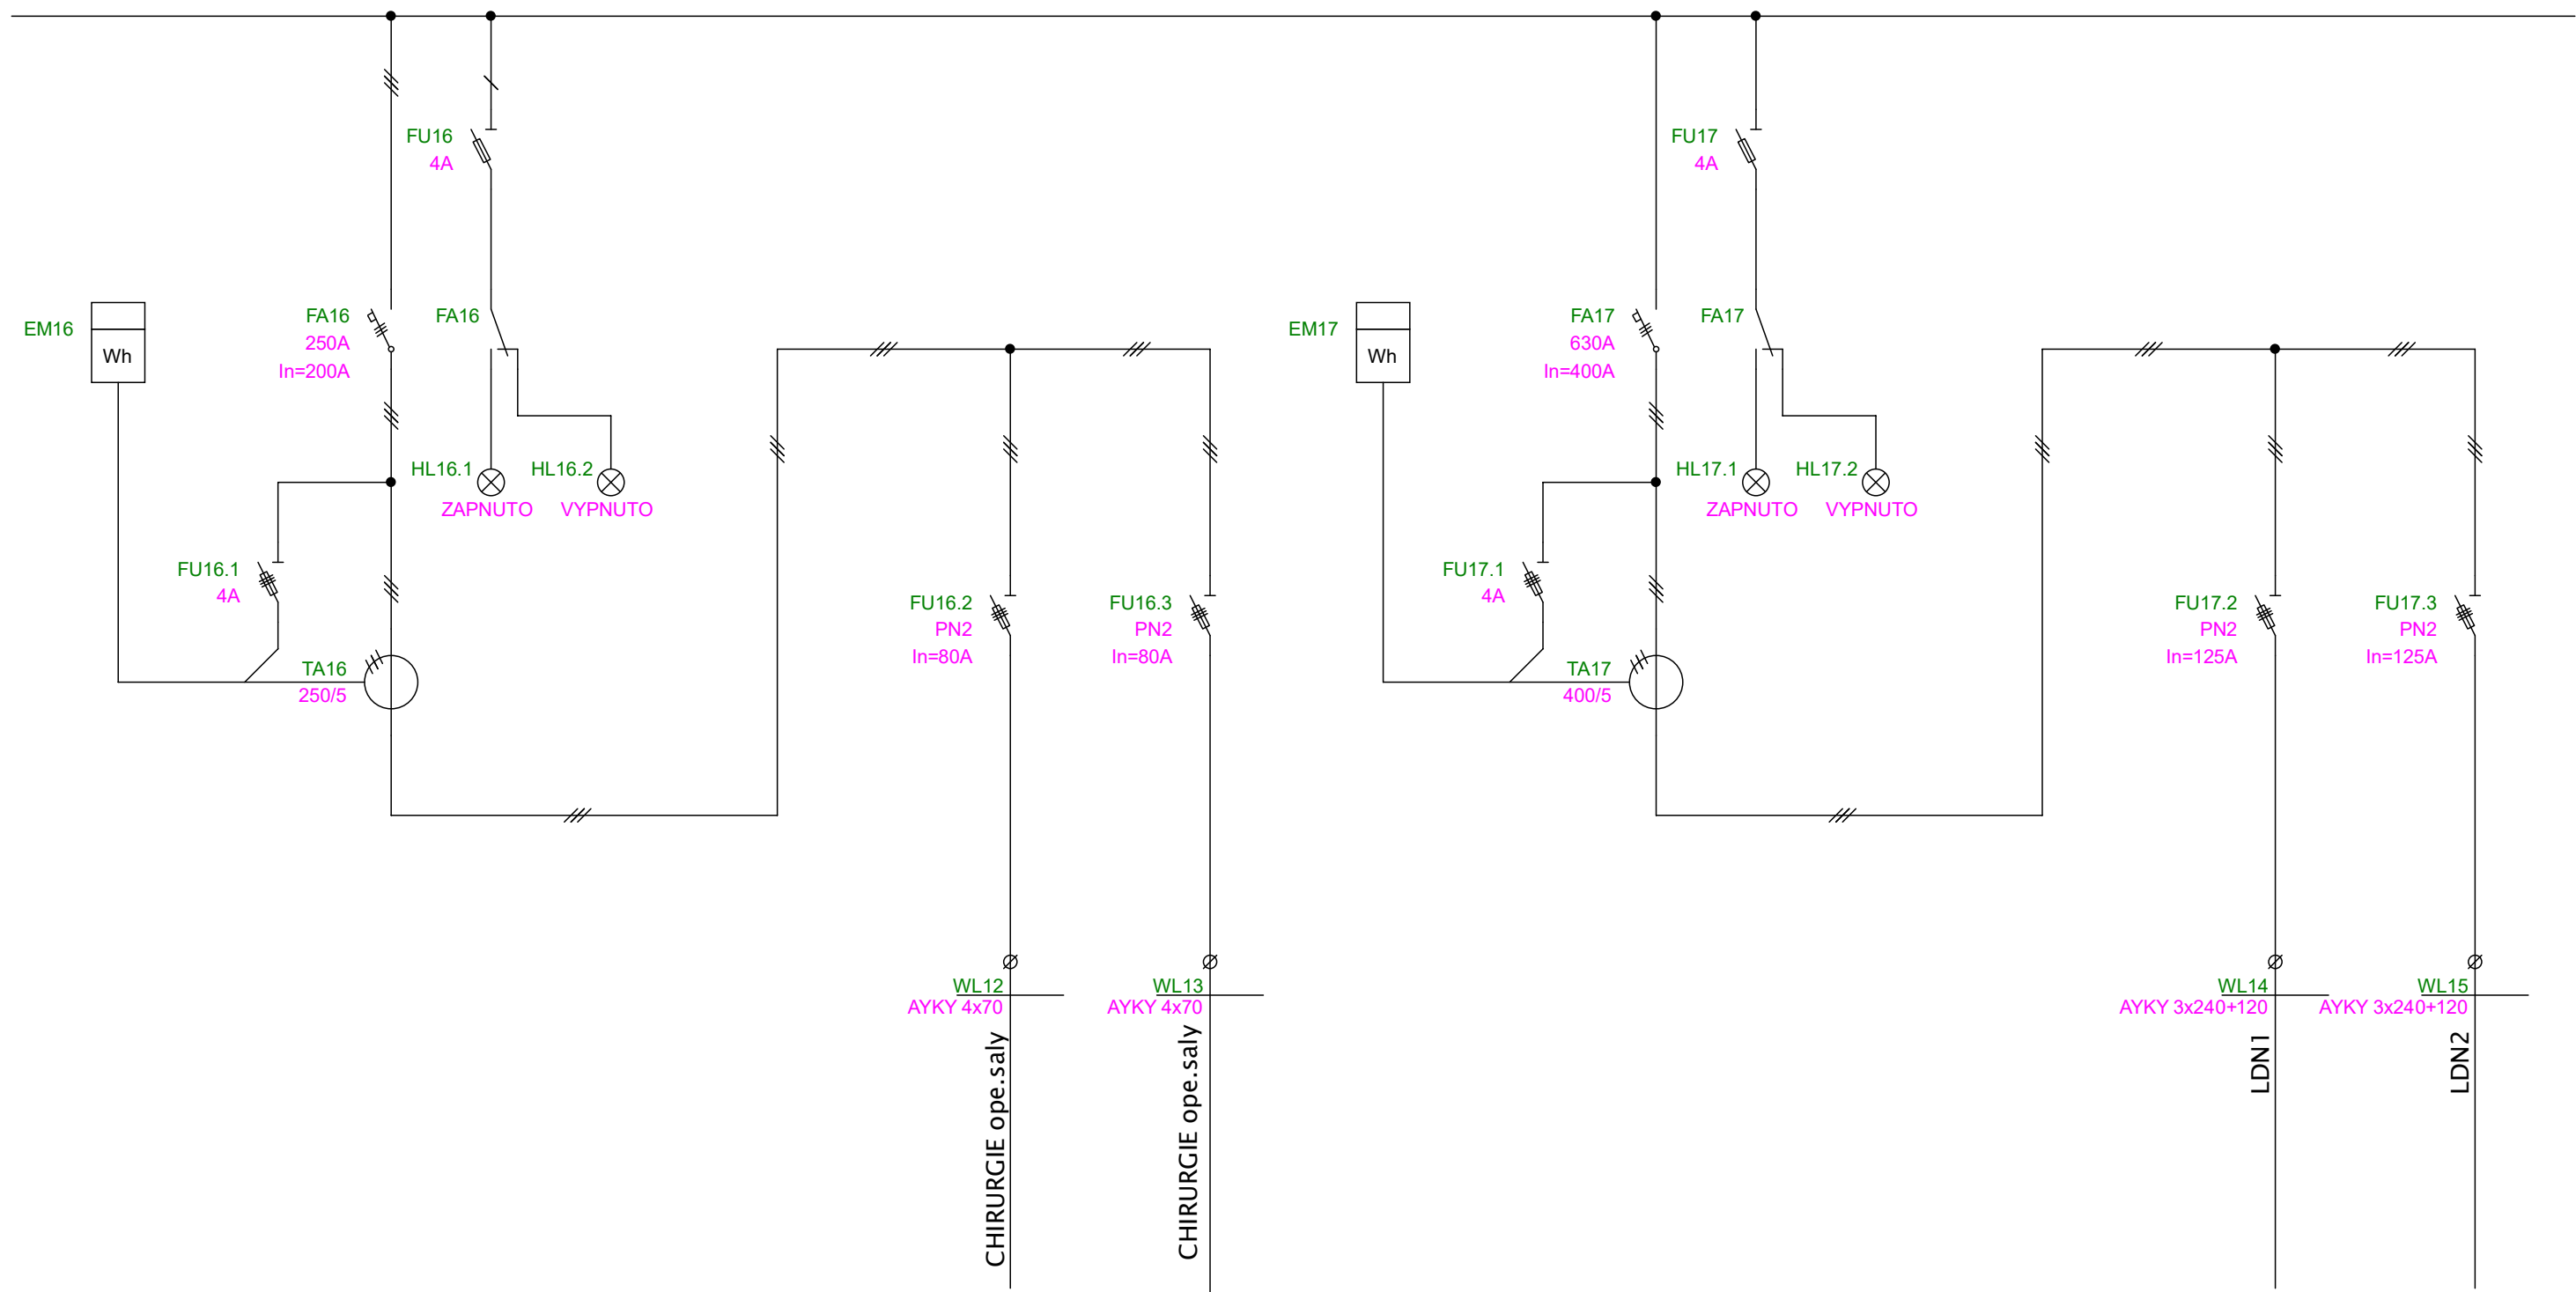 FU16
4A
FU17
4A
EM16
Wh
FA16
250A
In=200A
FA16
EM17
Wh
FA17
630A
In=400A
FA17
HL16.1
ZAPNUTO
HL16.2
VYPNUTO
HL17.1
ZAPNUTO
HL17.2
VYPNUTO
FU16.1
4A
FU16.2
PN2
In=80A
FU16.3
PN2
In=80A
FU17.1
4A
FU17.2
PN2
In=125A
FU17.3
PN2
In=125A
TA16
250/5
TA17
400/5
WL12
AYKY 4x70
WL13
AYKY 4x70
WL14
AYKY 3x240+120
WL15
AYKY 3x240+120
CHIRURGIE ope.saly
CHIRURGIE ope.saly
LDN1
LDN2